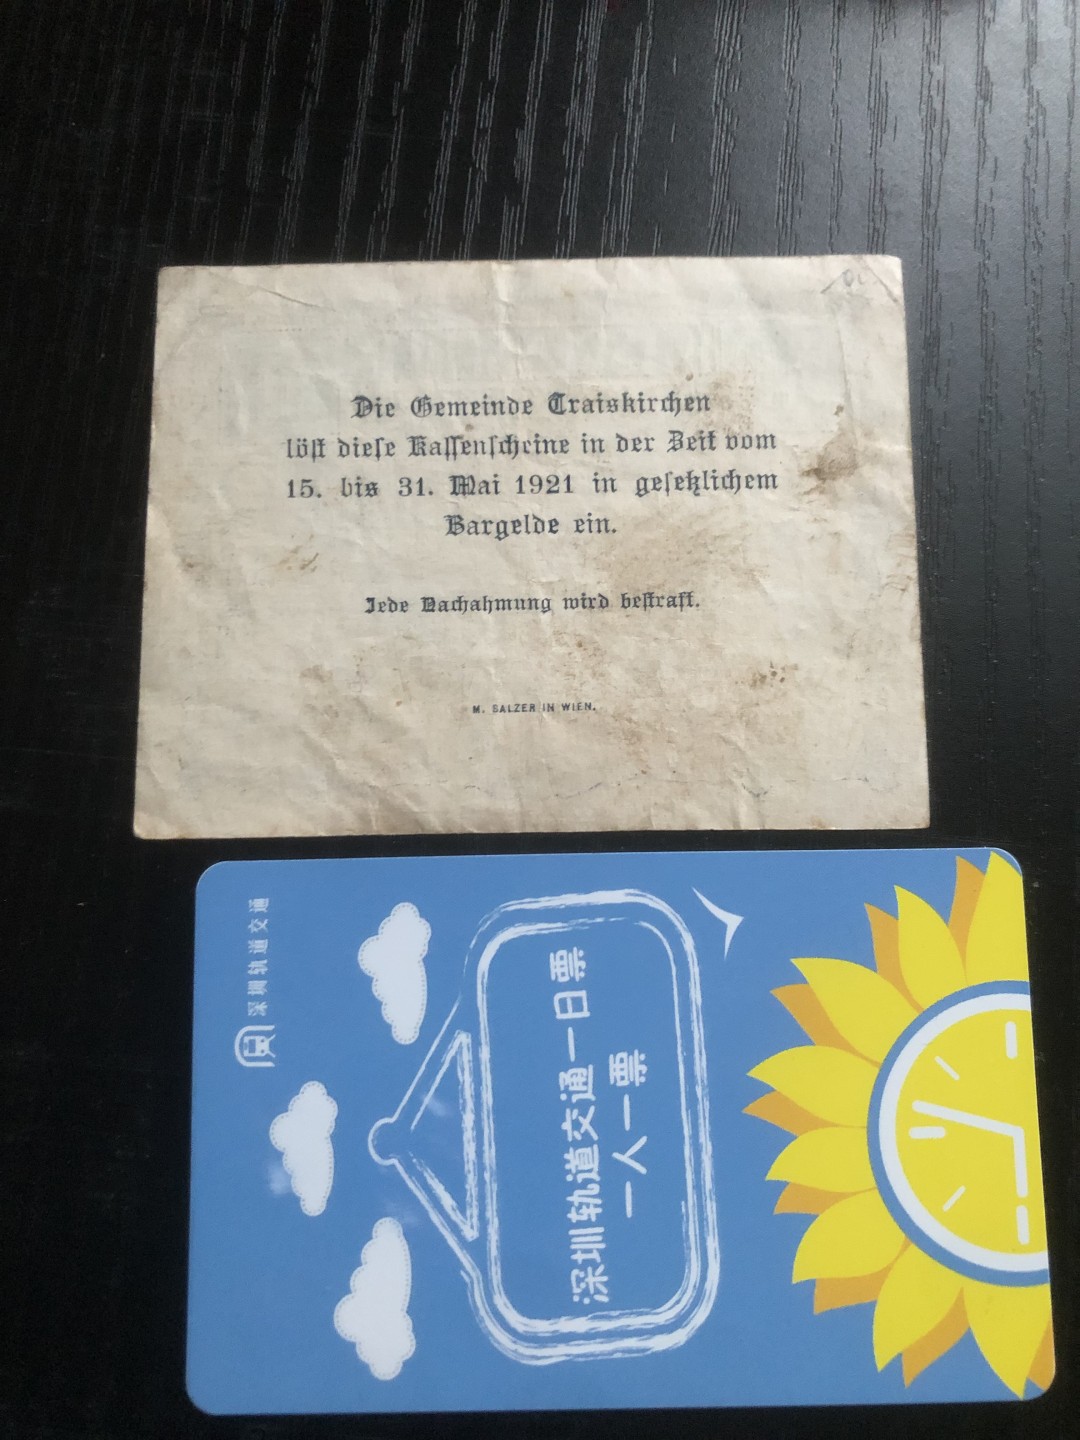 Die Gemeinde Traiskirchen
löſt dieſe Kaſſenſcheine in der Zeit vom
15. bis 31. Mai 1921 in geſetzlichem
Bargelde ein.
Jede Nachahmung wird beſtraft.
M. SALZER IN WIEN.
深圳轨道交通
深圳轨道交通一日票
一人一票